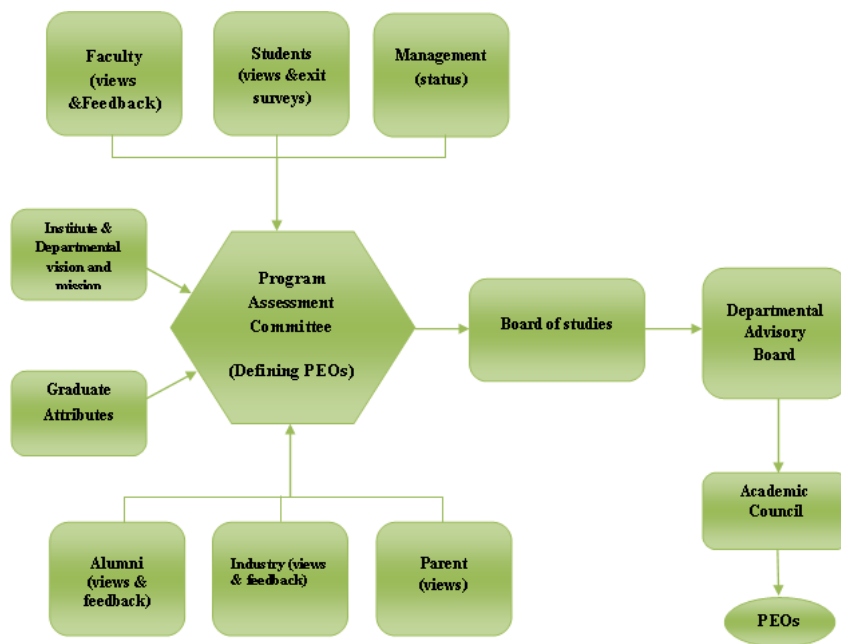 Faculty
(views
&Feedback)
Students
(views &exit
surveys)
Management
(status)
Institute &
Departmental
vision and
mission
Program
Assessment
Committee
(Defining PEOs)
Board of studies
Departmental
Advisory
Board
Graduate
Attributes
Academic
Council
Alumni
(views &
feedback)
Industry (views
& feedback)
Parent
(views)
PEOs